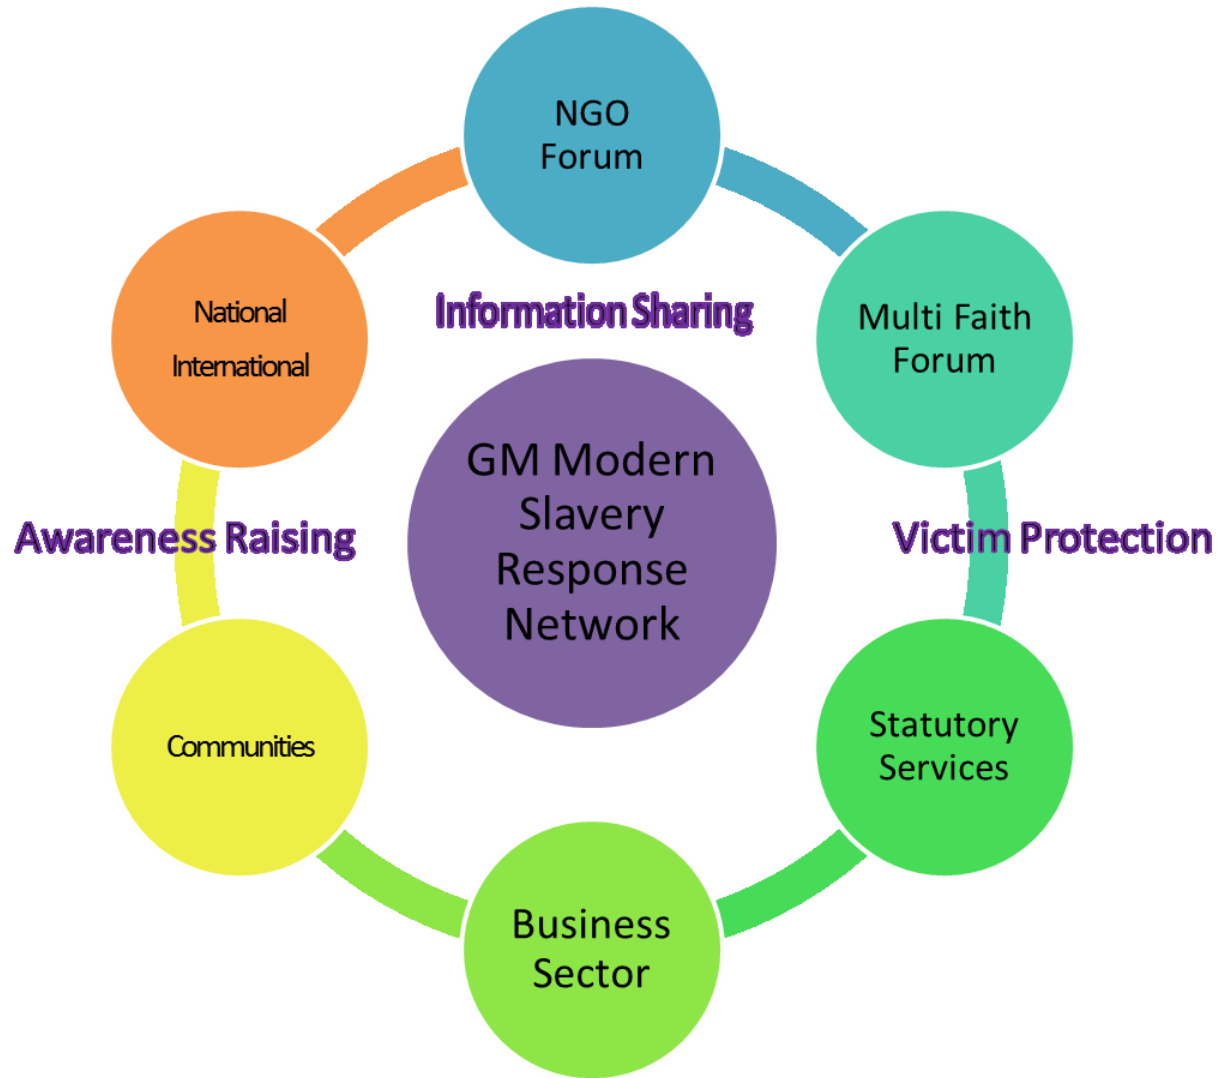 NGO
Forum
Multi Faith
Forum
National
International
Information Sharing
GM Modern
Slavery
Response
Network
Awareness Raising
Victim Protection
Statutory
Services
Communities
Business
Sector